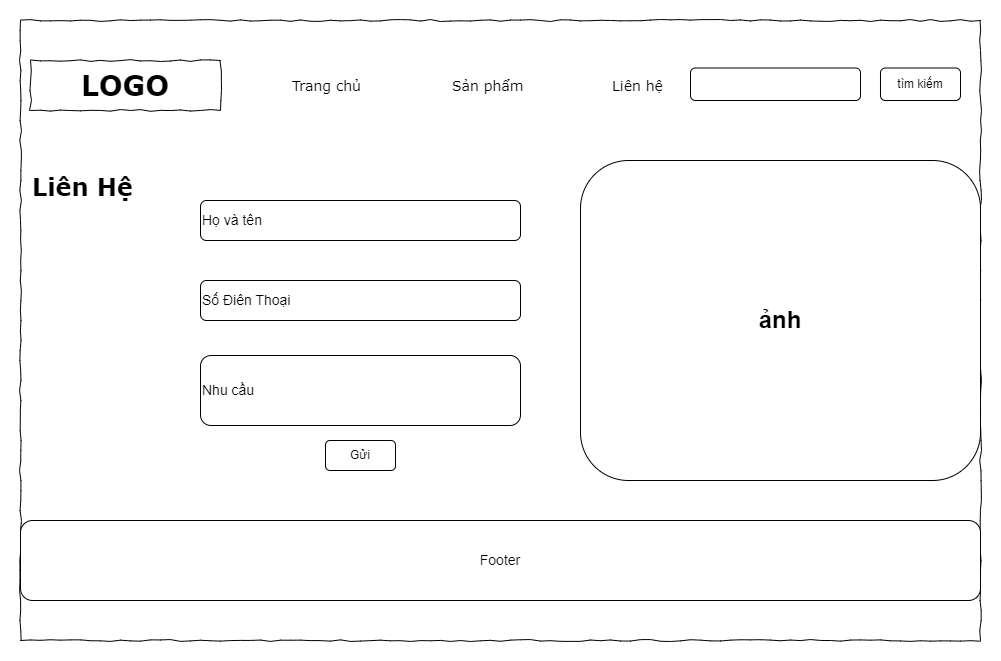 LOGO
Trang chủ
Sản phẩm
Liên hệ
tìm kiếm
Liên Hệ
Họ và tên
Số Điên Thoại
Nhu cầu
Gửi
ảnh
Footer